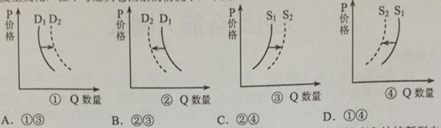 P D₁ D₂
价格
① Q 数量
P D₂ D₁
价格
② Q 数量
P S₁ S₂
价格
③ Q 数量
P S₂ S₁
价格
④ Q 数量
A. ①③ B. ②③ C. ②④ D. ①④